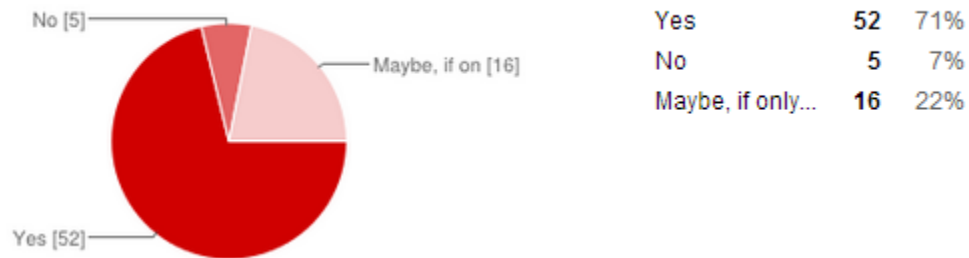 No [5]
Maybe, if on [16]
Yes [52]
Yes 52 71%
No 5 7%
Maybe, if only... 16 22%